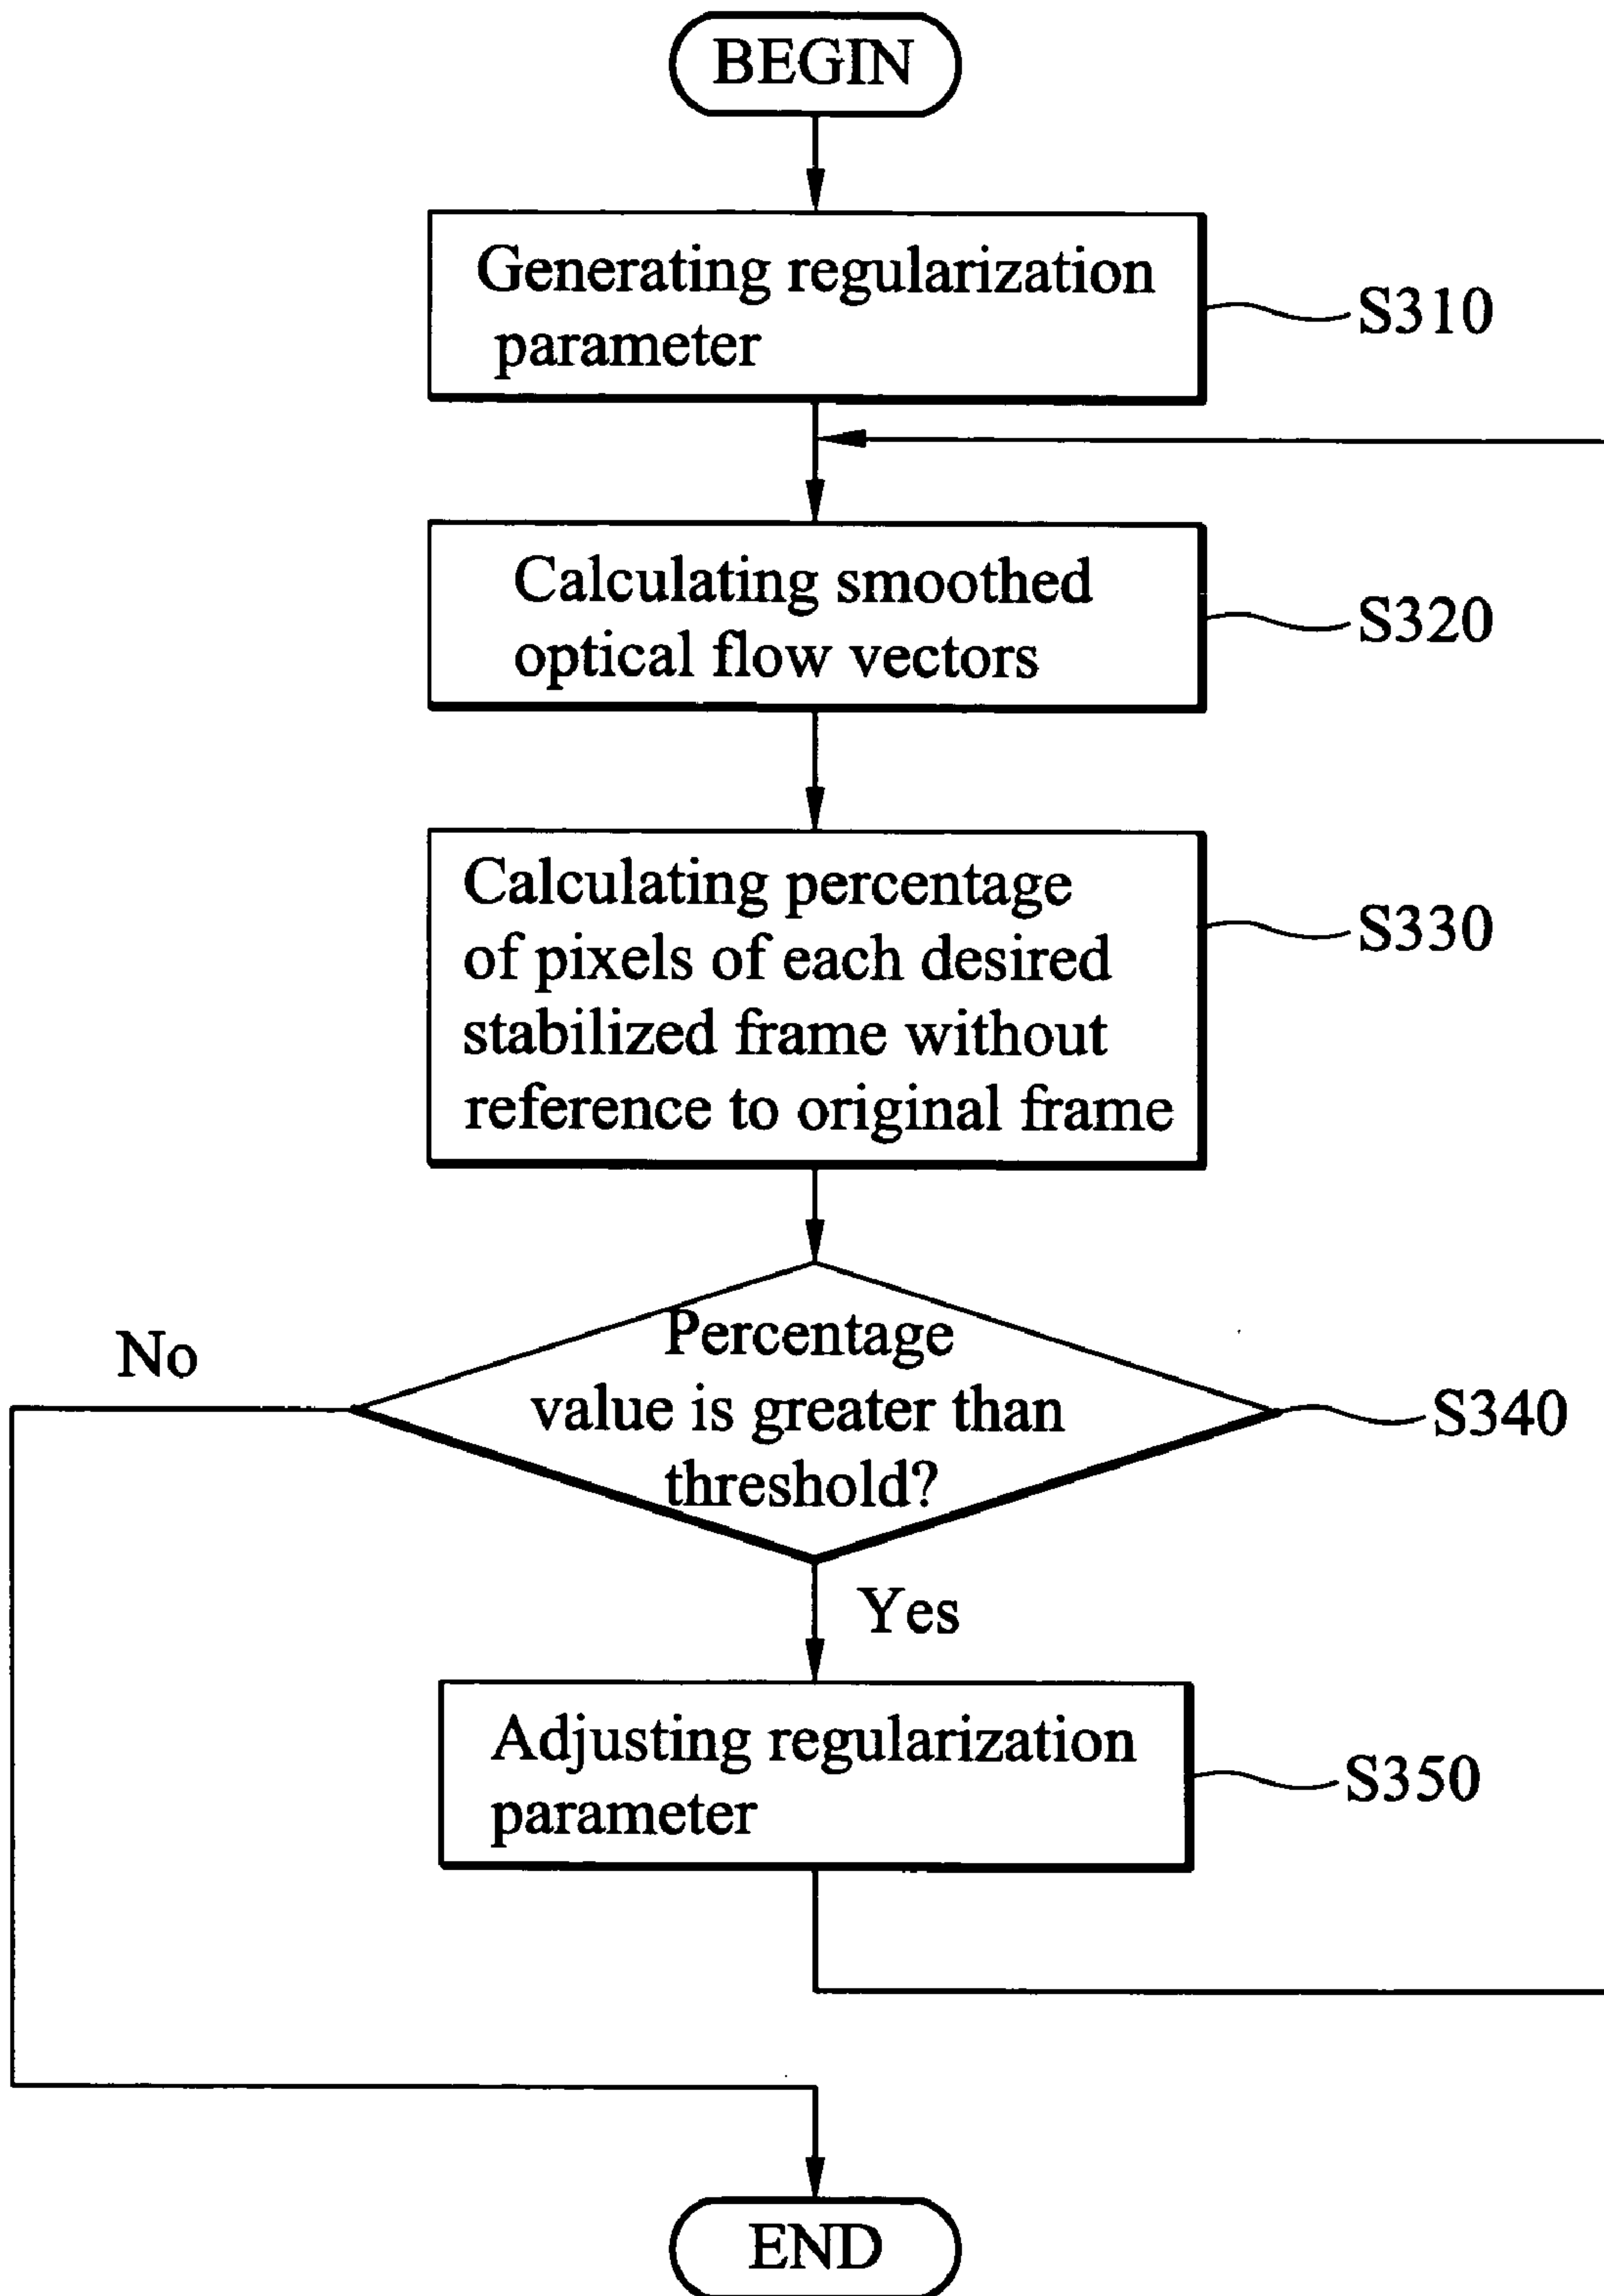 BEGIN
Generating regularization
parameter
S310
Calculating smoothed
optical flow vectors
S320
Calculating percentage
of pixels of each desired
stabilized frame without
reference to original frame
S330
No
Percentage
value is greater than
threshold?
S340
Yes
Adjusting regularization
parameter
S350
END